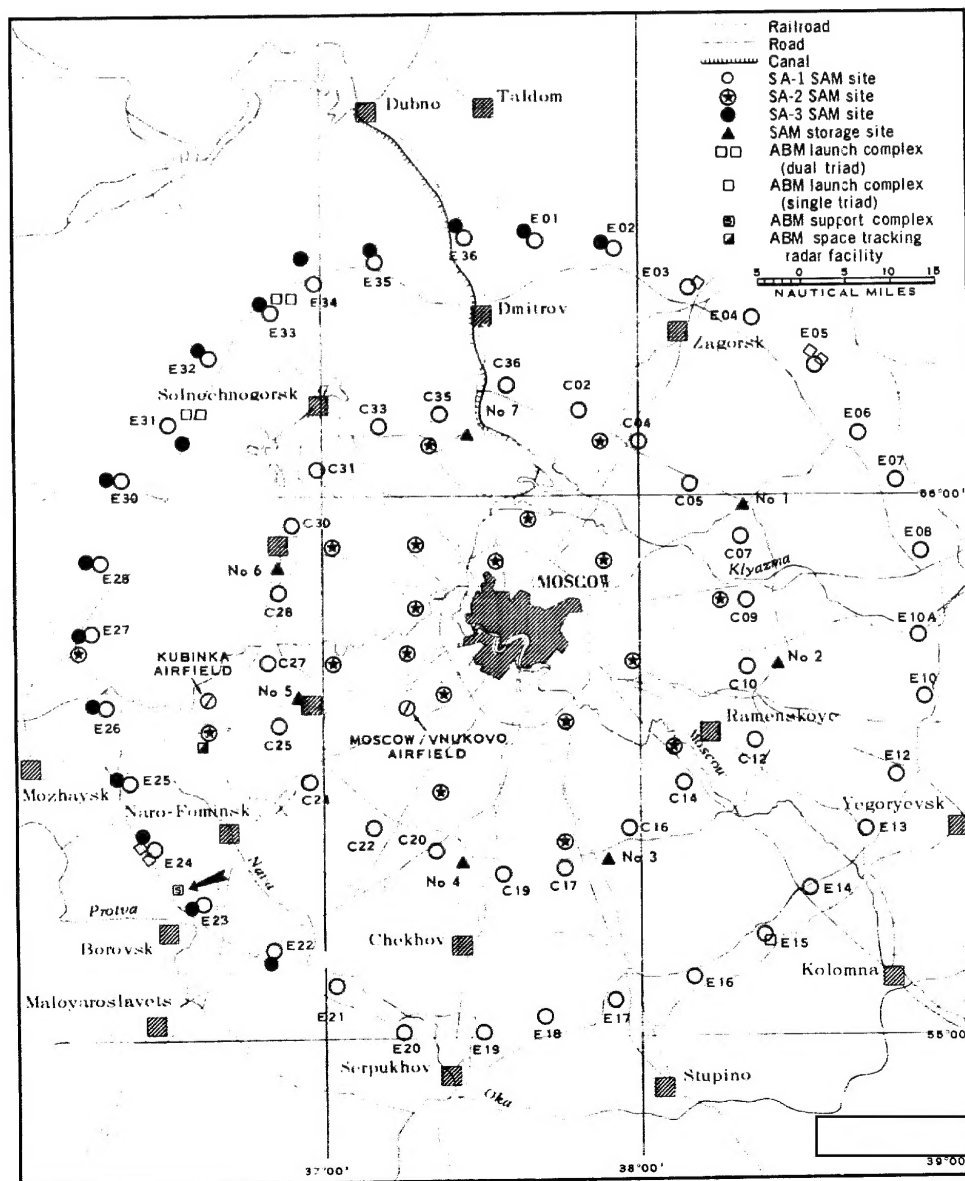 Railroad
Road
Canal
SA-1 SAM site
SA-2 SAM site
SA-3 SAM site
SAM storage site
ABM launch complex
(dual triad)
ABM launch complex
(single triad)
ABM support complex
ABM space tracking
radar facility
5 0 5 10 15
NAUTICAL MILES
Dubno
Taldom
E01
E02
E36
E35
E03
E34
E33
E04
Dmitrov
Zagorsk
E05
E32
Solnechnogorsk
C36
C02
C35
No 7
C33
C04
E31
E06
C31
E07
E30
C05
56°00'
No 1
C30
C07
E08
Klyazma
No 6
E28
MOSCOW
C28
C09
E10A
E27
KUBINKA
AIRFIELD
C27
No 2
C10
No 5
E10
E26
Ramenskoye
C25
MOSCOW/VNUKOVO
AIRFIELD
Moscow
C12
E12
Mozhaysk
E25
C24
C14
Naro-Fominsk
Yegoryevsk
C22
C20
C16
E13
E24
Nara
No 4
No 3
C19
C17
E14
Protva
E23
Borovsk
E22
Chekhov
E15
E16
Kolomna
Maloyaroslavets
E21
E20
E19
E18
E17
55°00'
Serpukhov
Oka
Stupino
37°00'
38°00'
39°00'